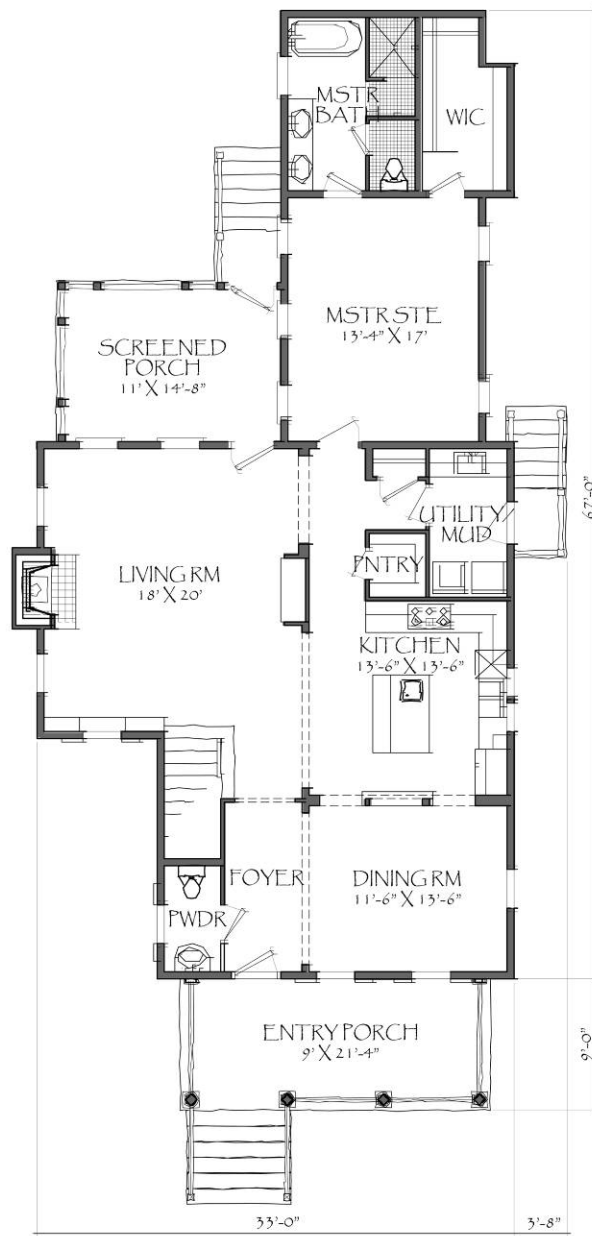 MSTR
BATH
WIC
MSTR STE
13'-4" X 17'
SCREENED
PORCH
11' X 14'-8"
UTILITY/
MUD
PNTRY
LIVING RM
18' X 20'
KITCHEN
13'-6" X 13'-6"
67'-0"
FOYER
DINING RM
11'-6" X 13'-6"
PWDR
ENTRY PORCH
9' X 21'-4"
9'-0"
33'-0"
3'-8"